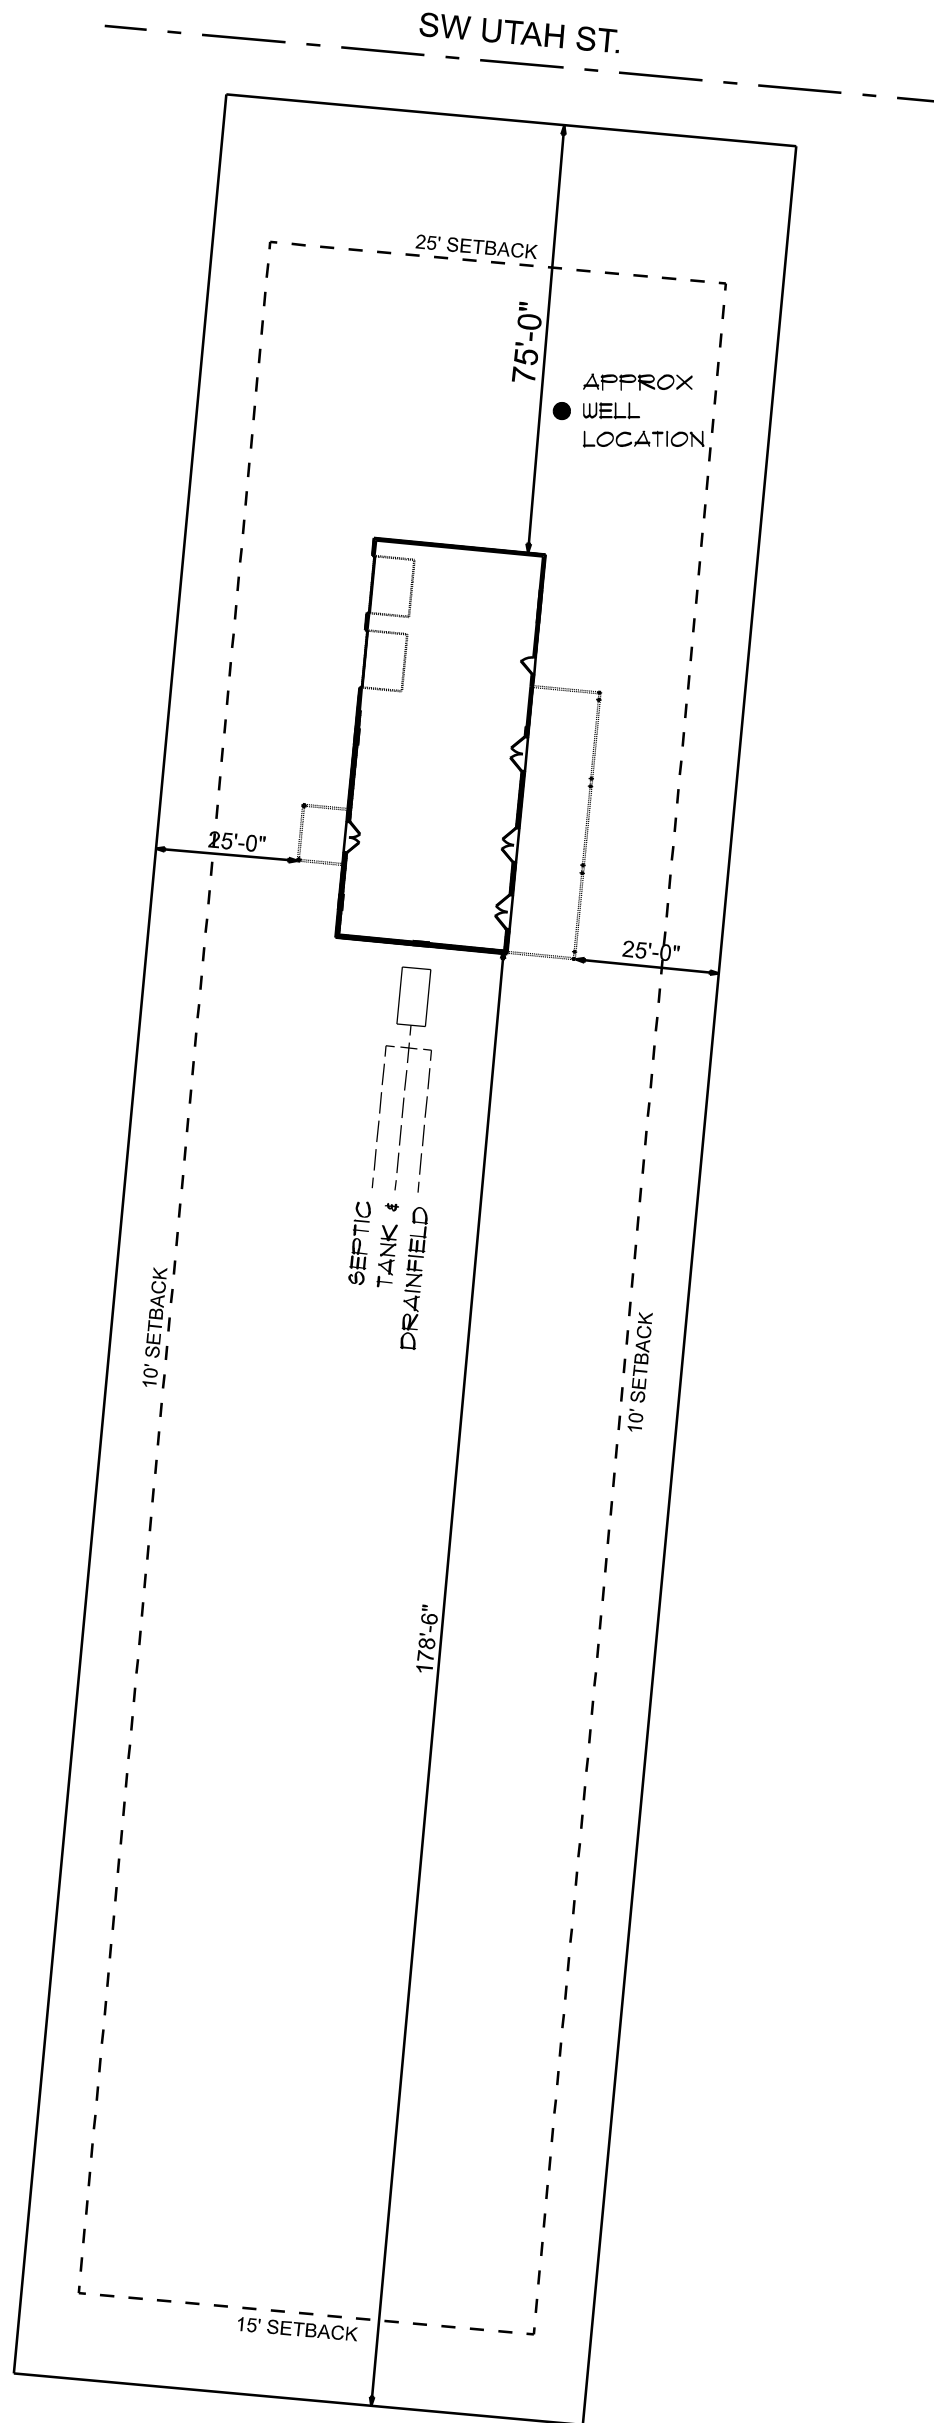 SW UTAH ST.
25' SETBACK
75'-0"
APPROX
WELL
LOCATION
25'-0"
25'-0"
SEPTIC
TANK &
DRAINFIELD
10' SETBACK
10' SETBACK
178'-6"
15' SETBACK